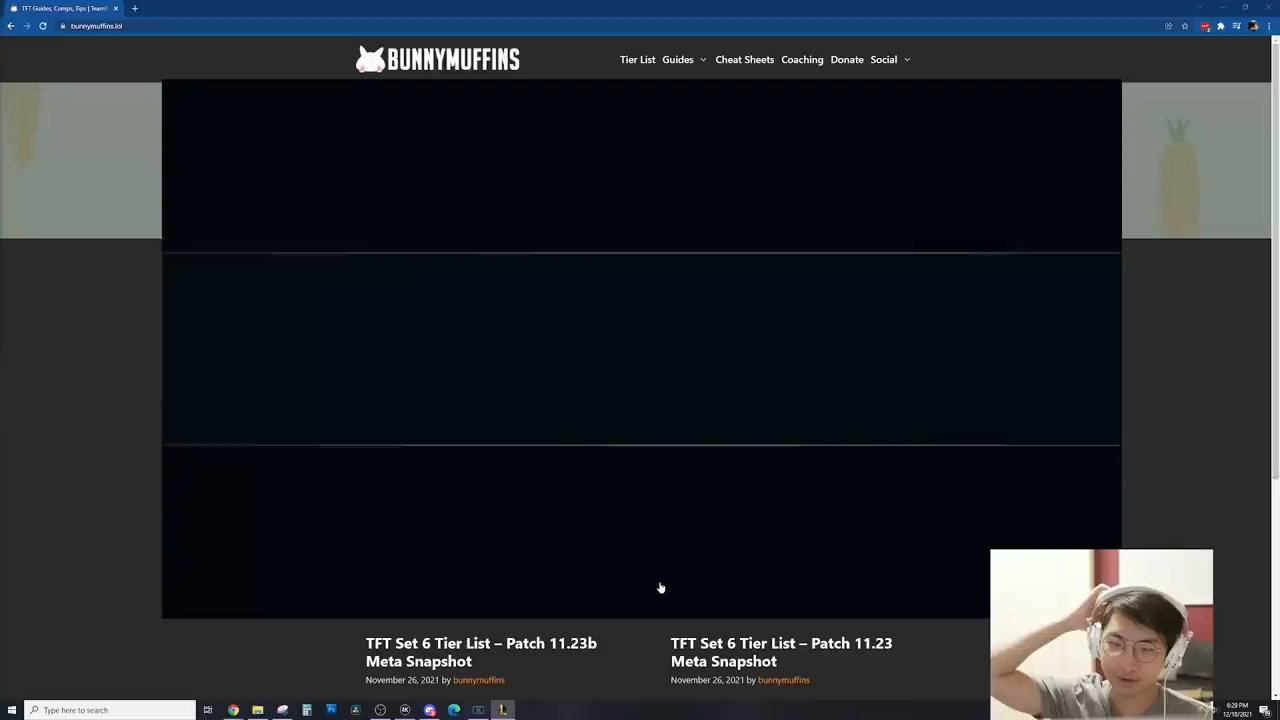 TFT Guides, Comps, Tips | Team
bunnymuffins.lol
BUNNYMUFFINS
Tier List Guides Cheat Sheets Coaching Donate Social
TFT Set 6 Tier List – Patch 11.23b
Meta Snapshot
November 26, 2021 by bunnymuffins
TFT Set 6 Tier List – Patch 11.23
Meta Snapshot
November 26, 2021 by bunnymuffins
Type here to search
6:29 PM
12/18/2021